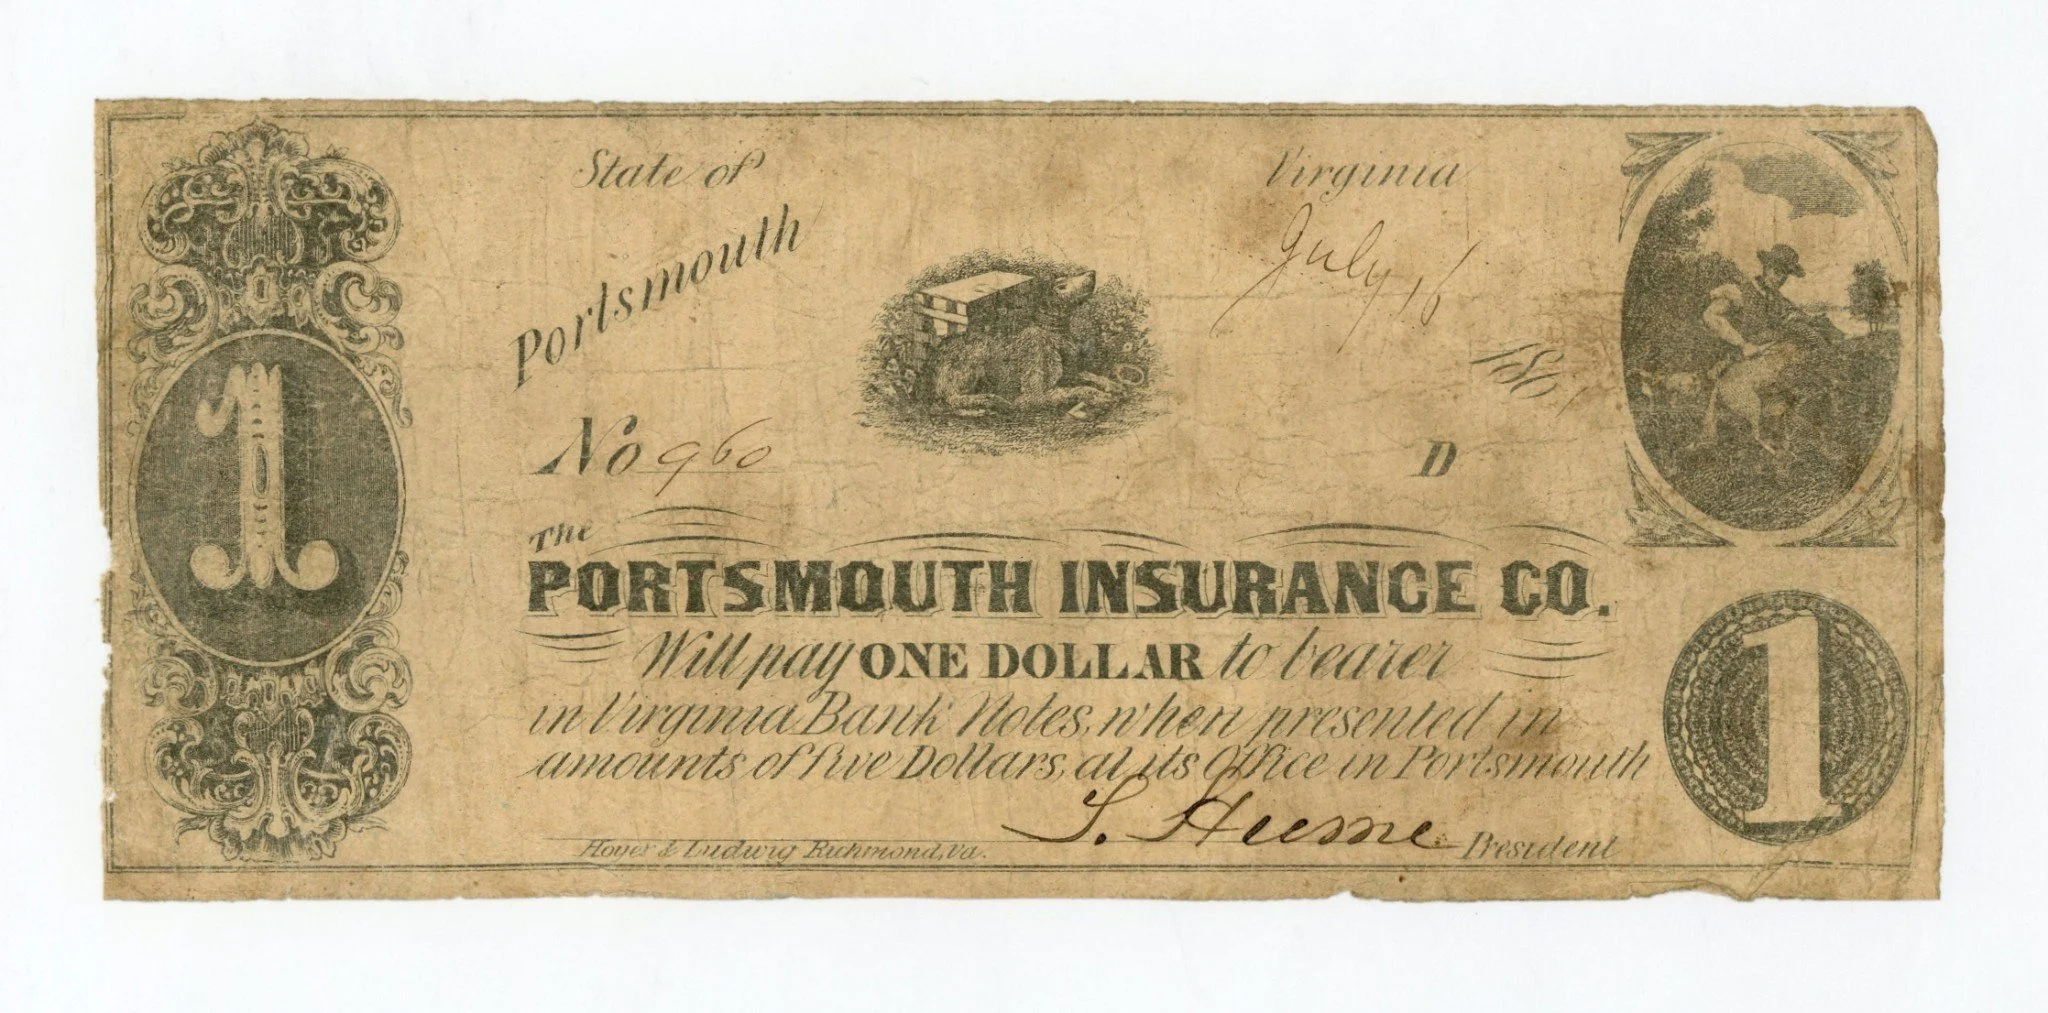 State of Virginia
Portsmouth July 16 1861
No 960 D
1
The
PORTSMOUTH INSURANCE CO.
Will pay ONE DOLLAR to bearer
in Virginia Bank Notes, when presented in
amounts of five Dollars, at its Office in Portsmouth
1
Hoyer & Ludwig Richmond, Va.
S. Hume President